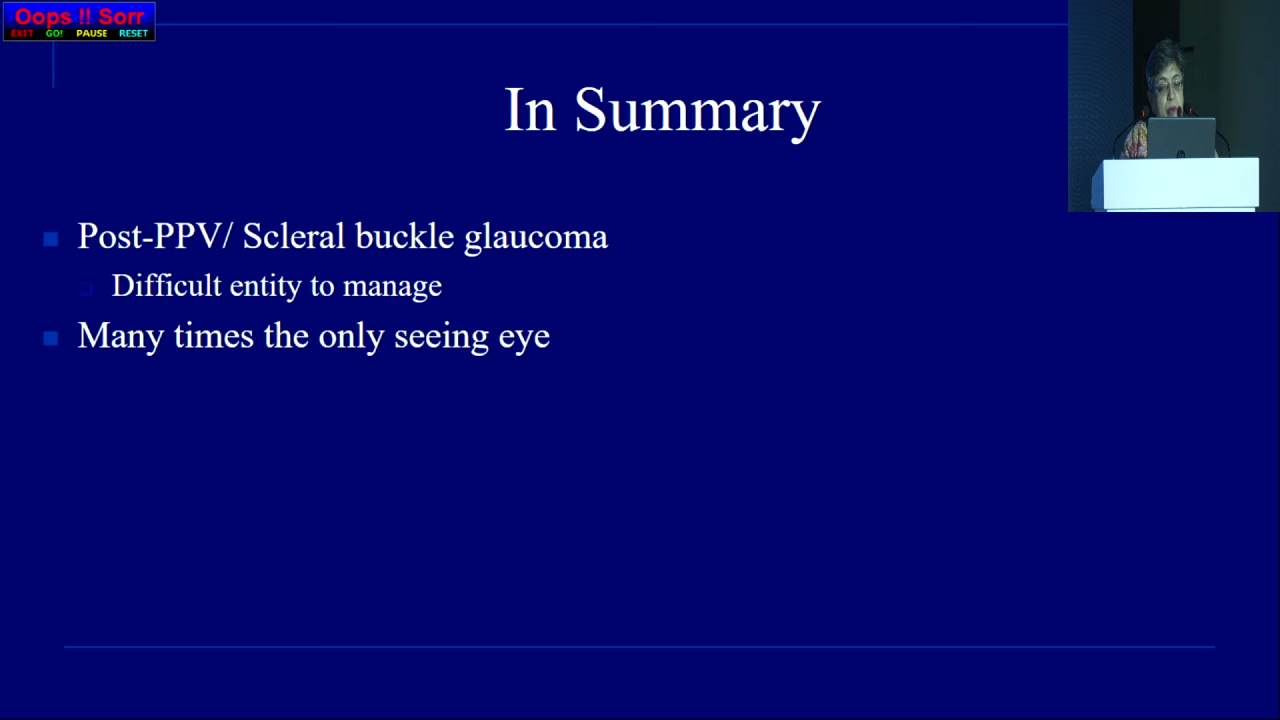 Oops !! Sorr
EXIT GO! PAUSE RESET
In Summary
Post-PPV/ Scleral buckle glaucoma
Difficult entity to manage
Many times the only seeing eye